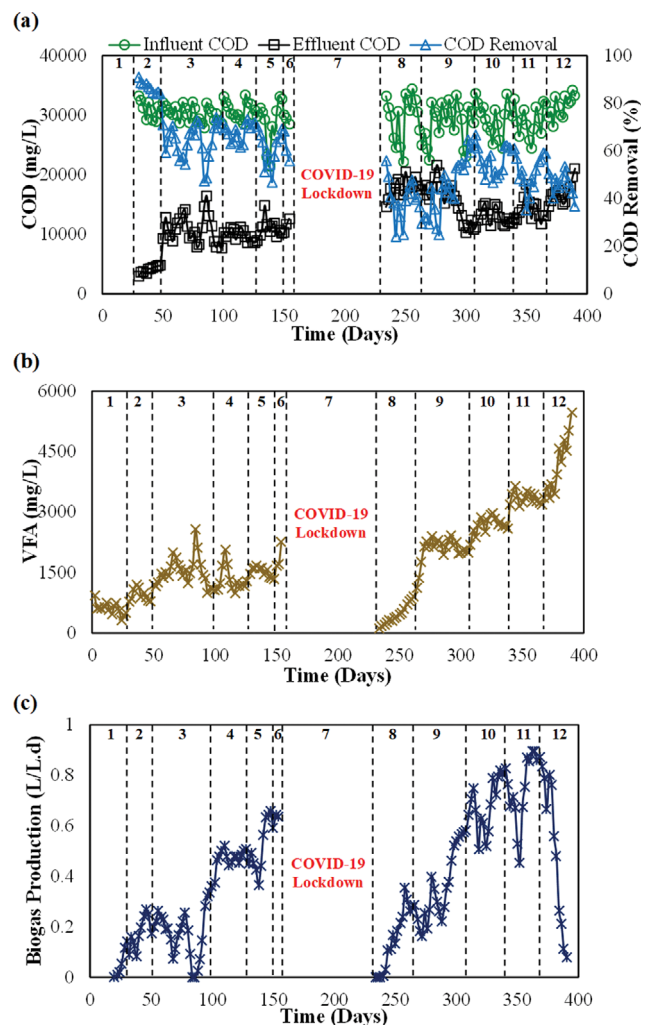 (a)
Influent COD Effluent COD COD Removal
40000 100
1 2 3 4 5 6 7 8 9 10 11 12
30000 80
60
20000
COVID-19
Lockdown
40
10000
20
0 0
0 50 100 150 200 250 300 350 400
COD (mg/L)
COD Removal (%)
Time (Days)
(b)
6000
1 2 3 4 5 6 7 8 9 10 11 12
4500
3000
COVID-19
Lockdown
1500
0
0 50 100 150 200 250 300 350 400
VFA (mg/L)
Time (Days)
(c)
1
1 2 3 4 5 6 7 8 9 10 11 12
0.8
0.6
COVID-19
Lockdown
0.4
0.2
0
0 50 100 150 200 250 300 350 400
Biogas Production (L/L.d)
Time (Days)